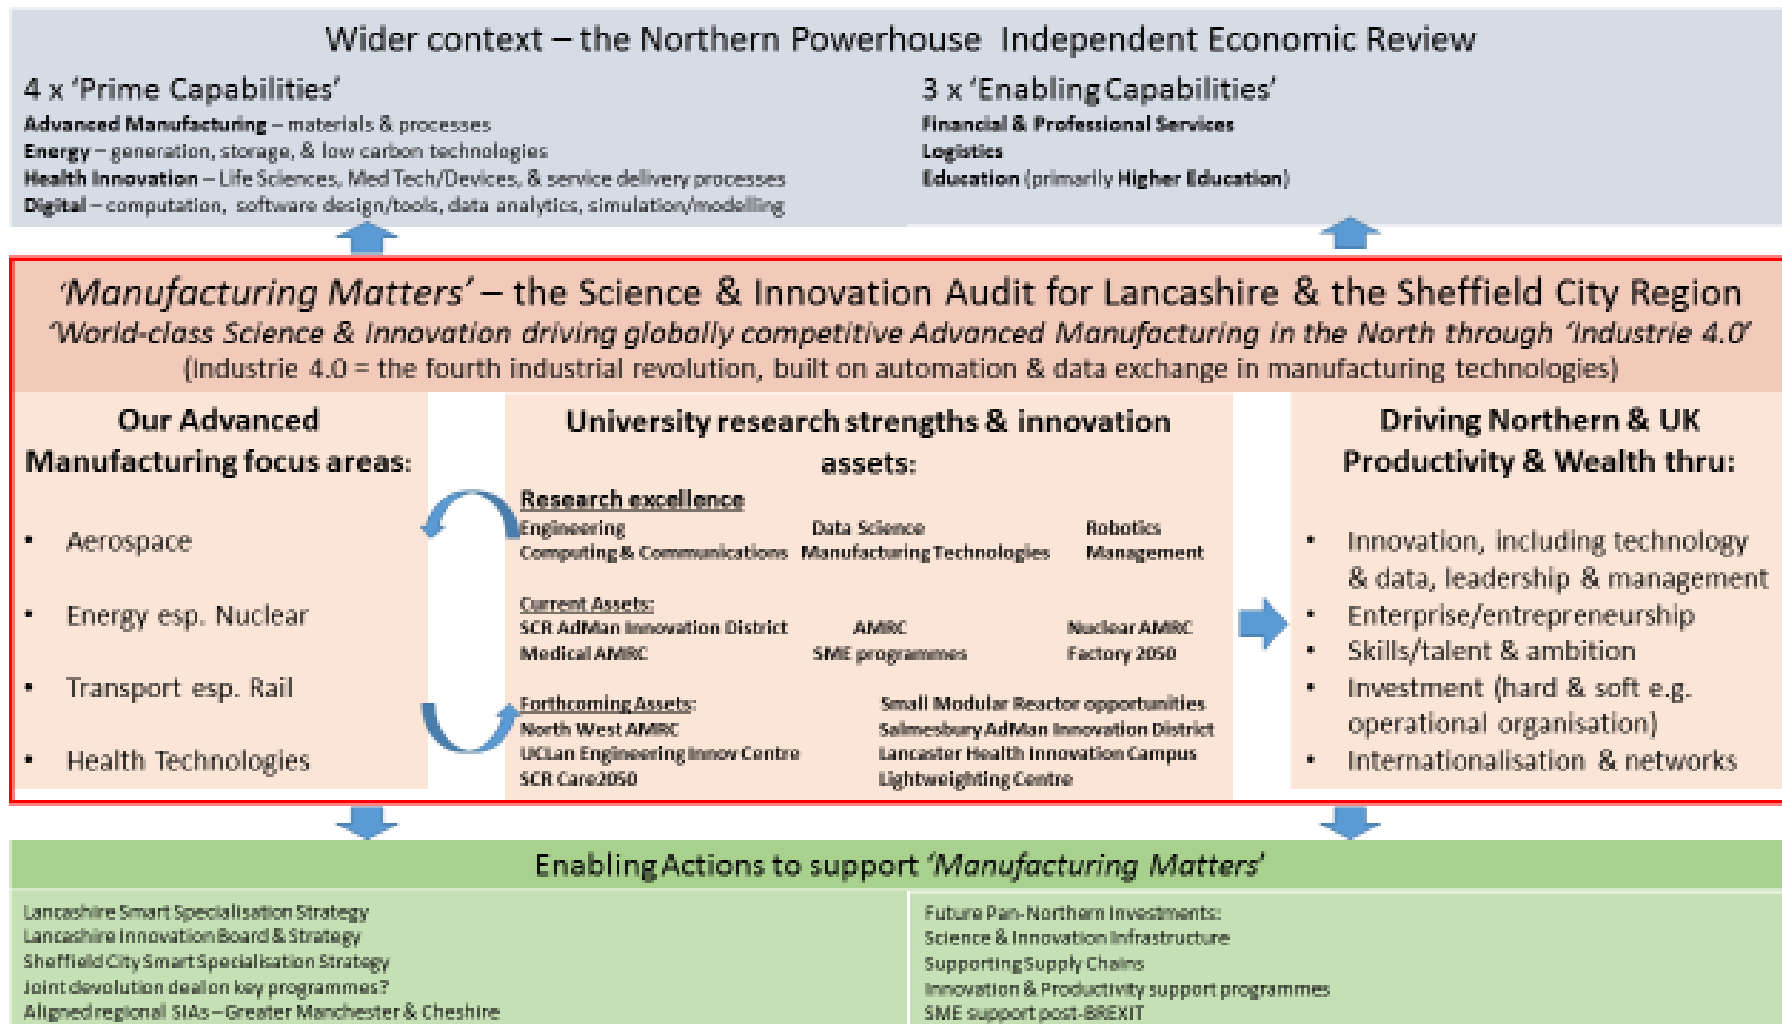 Wider context – the Northern Powerhouse Independent Economic Review
4 x ‘Prime Capabilities’
Advanced Manufacturing – materials & processes
Energy – generation, storage, & low carbon technologies
Health Innovation – Life Sciences, Med Tech/Devices, & service delivery processes
Digital – computation, software design/tools, data analytics, simulation/modelling
3 x ‘Enabling Capabilities’
Financial & Professional Services
Logistics
Education (primarily Higher Education)
‘Manufacturing Matters’ – the Science & Innovation Audit for Lancashire & the Sheffield City Region
‘World-class Science & Innovation driving globally competitive Advanced Manufacturing in the North through ‘Industrie 4.0’
(Industrie 4.0 = the fourth industrial revolution, built on automation & data exchange in manufacturing technologies)
Our Advanced
Manufacturing focus areas:
• Aerospace
• Energy esp. Nuclear
• Transport esp. Rail
• Health Technologies
University research strengths & innovation
assets:
Research excellence
Engineering Data Science Robotics
Computing & Communications Manufacturing Technologies Management
Current Assets:
SCR AdMan Innovation District AMRC Nuclear AMRC
Medical AMRC SME programmes Factory 2050
Forthcoming Assets: Small Modular Reactor opportunities
North West AMRC Salmesbury AdMan Innovation District
UCLan Engineering Innov Centre Lancaster Health Innovation Campus
SCR Care2050 Lightweighting Centre
Driving Northern & UK
Productivity & Wealth thru:
• Innovation, including technology
& data, leadership & management
• Enterprise/entrepreneurship
• Skills/talent & ambition
• Investment (hard & soft e.g.
operational organisation)
• Internationalisation & networks
Enabling Actions to support ‘Manufacturing Matters’
Lancashire Smart Specialisation Strategy
Lancashire Innovation Board & Strategy
Sheffield City Smart Specialisation Strategy
Joint devolution deal on key programmes?
Aligned regional SIAs – Greater Manchester & Cheshire
Future Pan-Northern Investments:
Science & Innovation Infrastructure
Supporting Supply Chains
Innovation & Productivity support programmes
SME support post-BREXIT